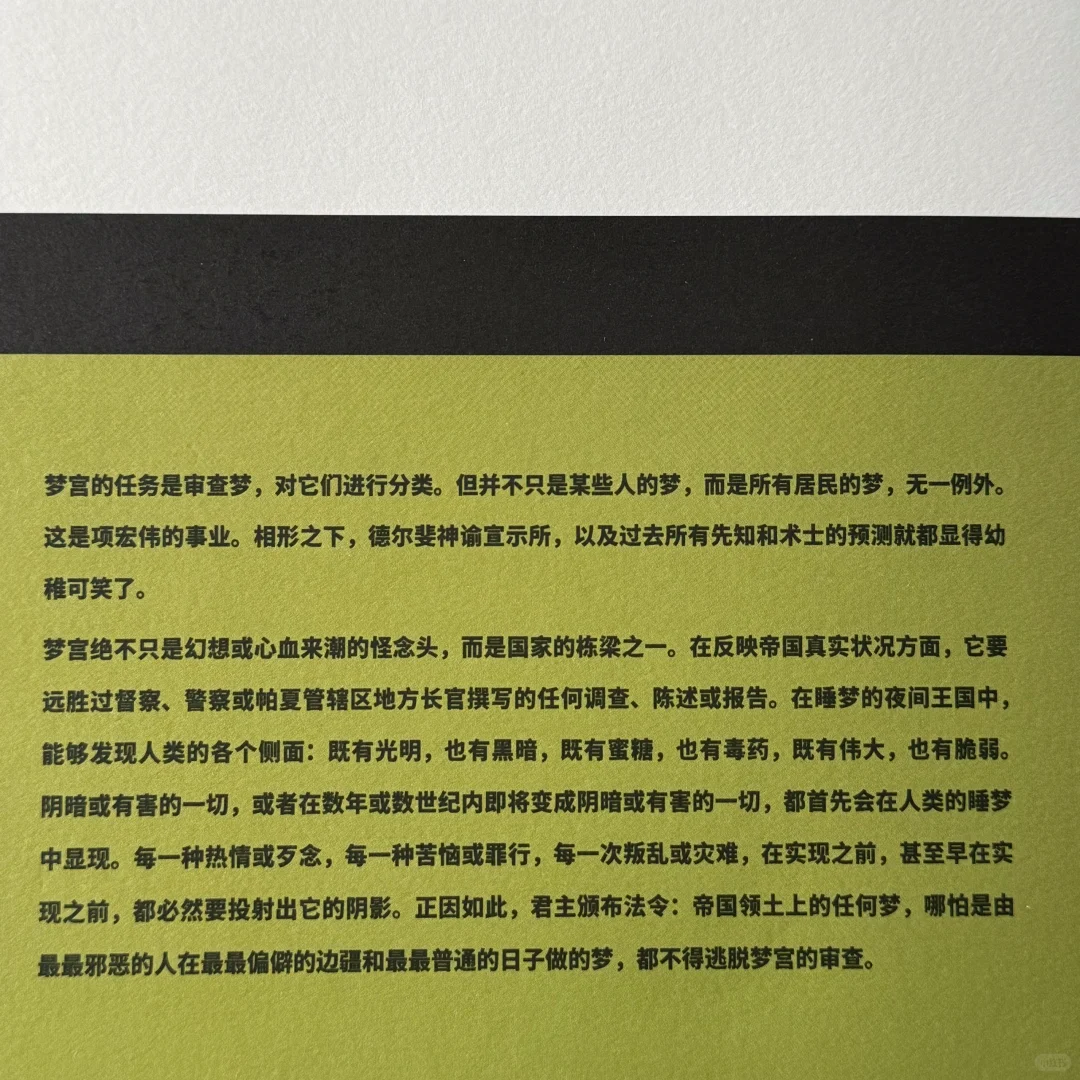 梦宫的任务是审查梦，对它们进行分类。但并不只是某些人的梦，而是所有居民的梦，无一例外。
这是项宏伟的事业。相形之下，德尔斐神谕宣示所，以及过去所有先知和术士的预测就都显得幼
稚可笑了。
梦宫绝不只是幻想或心血来潮的怪念头，而是国家的栋梁之一。在反映帝国真实状况方面，它要
远胜过督察、警察或帕夏管辖区地方长官撰写的任何调查、陈述或报告。在睡梦的夜间王国中，
能够发现人类的各个侧面：既有光明，也有黑暗，既有蜜糖，也有毒药，既有伟大，也有脆弱。
阴暗或有害的一切，或者在数年或数世纪内即将变成阴暗或有害的一切，都首先会在人类的睡梦
中显现。每一种热情或歹念，每一种苦恼或罪行，每一次叛乱或灾难，在实现之前，甚至早在实
现之前，都必然要投射出它的阴影。正因如此，君主颁布法令：帝国领土上的任何梦，哪怕是由
最最邪恶的人在最最偏僻的边疆和最最普通的日子做的梦，都不得逃脱梦宫的审查。